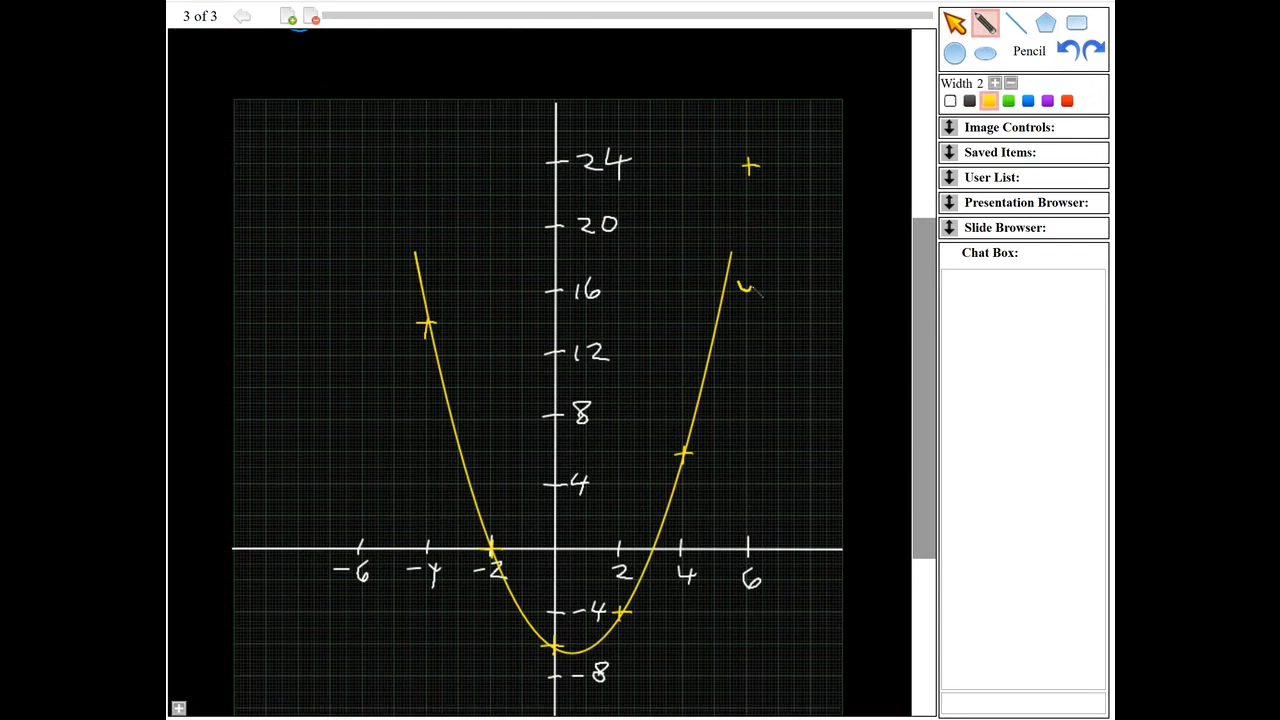 3 of 3
Pencil
Width 2
Image Controls:
Saved Items:
User List:
Presentation Browser:
Slide Browser:
Chat Box:
24
20
16
12
8
4
-6 -4 -2 2 4 6
-4
-8